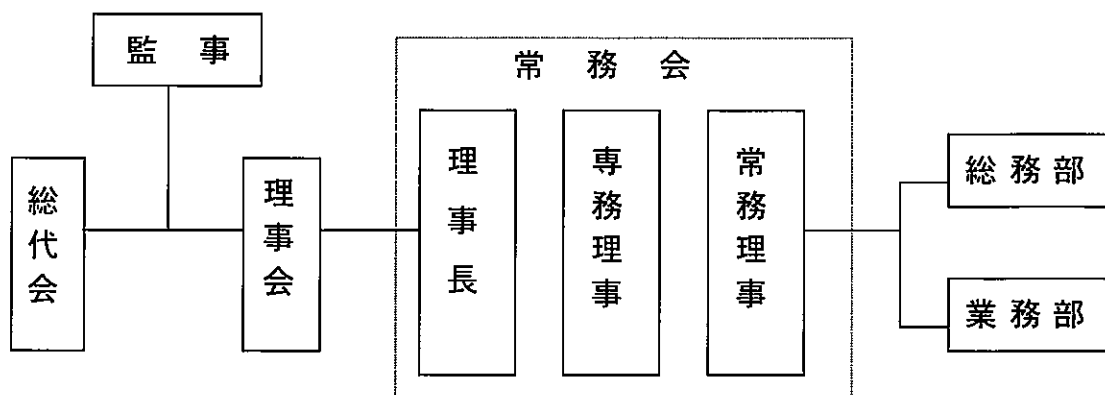 監事
常務会
総代会
理事会
理事長
専務理事
常務理事
総務部
業務部